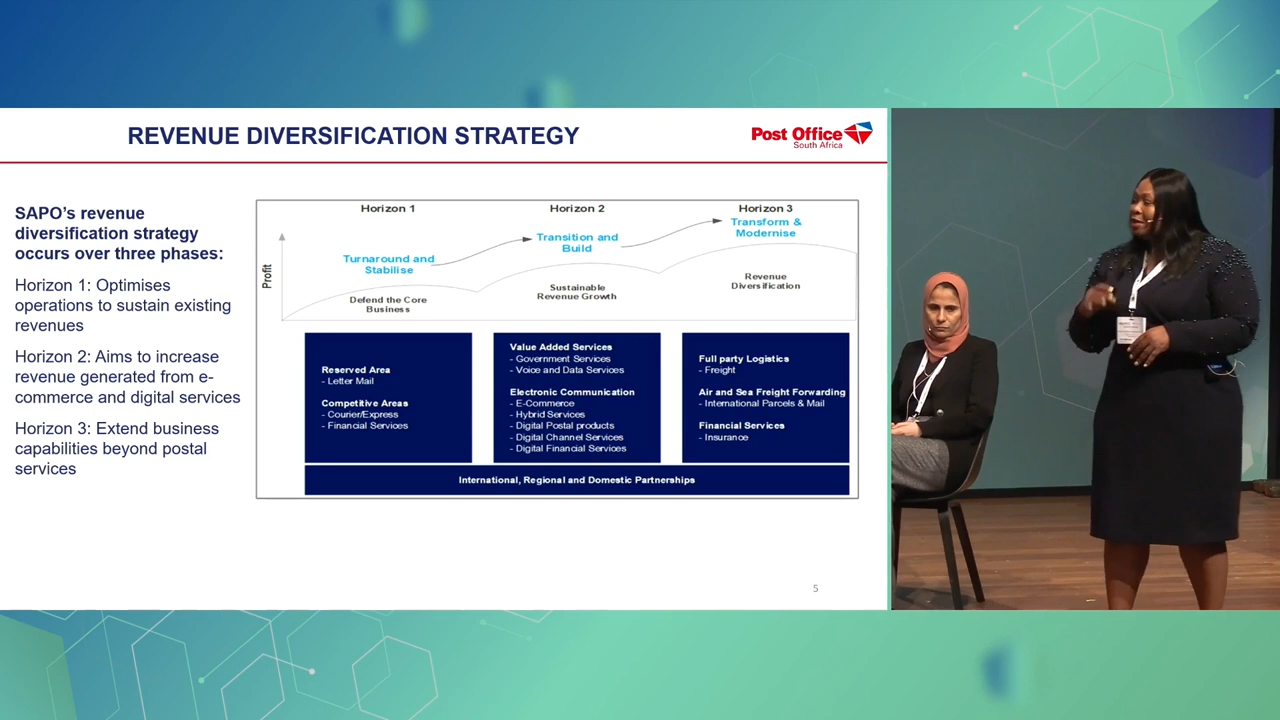 REVENUE DIVERSIFICATION STRATEGY
Post Office
South Africa
SAPO’s revenue
diversification strategy
occurs over three phases:
Horizon 1: Optimises
operations to sustain existing
revenues
Horizon 2: Aims to increase
revenue generated from e-
commerce and digital services
Horizon 3: Extend business
capabilities beyond postal
services
Horizon 1
Horizon 2
Horizon 3
Turnaround and
Stabilise
Transition and
Build
Transform &
Modernise
Profit
Defend the Core
Business
Sustainable
Revenue Growth
Revenue
Diversification
Reserved Area
- Letter Mail
Competitive Areas
- Courier/Express
- Financial Services
Value Added Services
- Government Services
- Voice and Data Services
Electronic Communication
- E-Commerce
- Hybrid Services
- Digital Postal products
- Digital Channel Services
- Digital Financial Services
Full party Logistics
- Freight
Air and Sea Freight Forwarding
- International Parcels & Mail
Financial Services
- Insurance
International, Regional and Domestic Partnerships
5